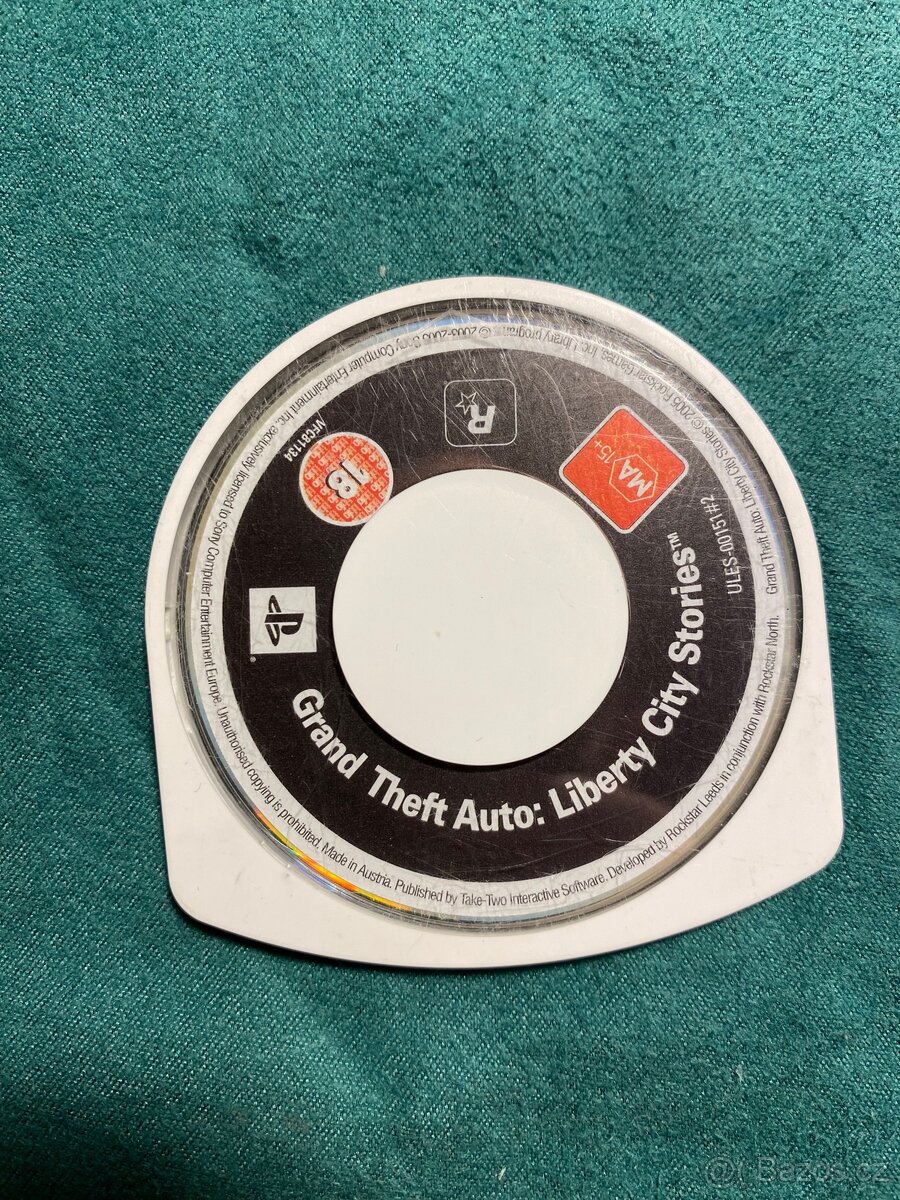 Grand Theft Auto: Liberty City Stories™
ULES-00151#2
MA 15+
R
18
VFC81134
Grand Theft Auto: Liberty City Stories © 2005 Rockstar Games, Inc. Library programs © 2003-2005 Sony Computer Entertainment Inc. exclusively licensed to Sony Computer Entertainment Europe. Unauthorised copying is prohibited. Made in Austria. Published by Take-Two Interactive Software. Developed by Rockstar Leeds in conjunction with Rockstar North.
Bazos.cz